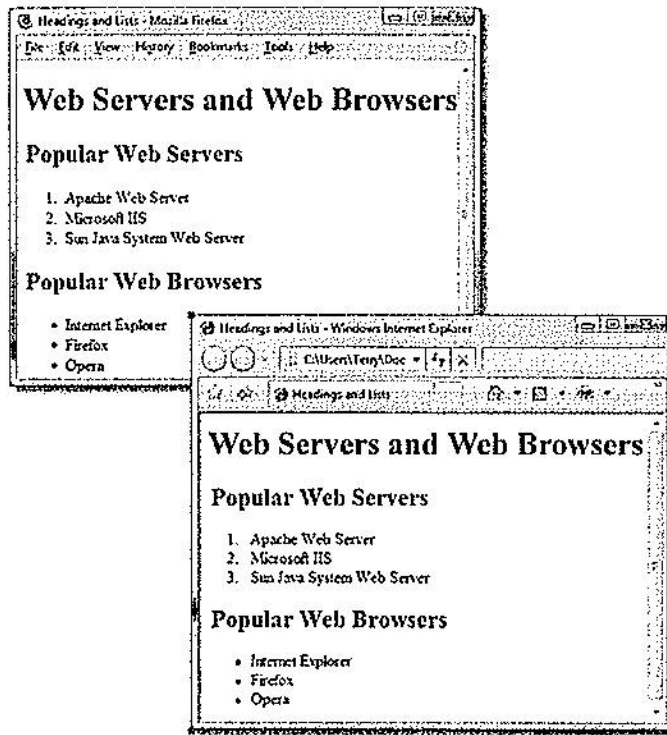 Headings and Lists - Mozilla Firefox
File Edit View History Bookmarks Tools Help
Web Servers and Web Browsers
Popular Web Servers
1. Apache Web Server
2. Microsoft IIS
3. Sun Java System Web Server
Popular Web Browsers
• Internet Explorer
• Firefox
• Opera
Headings and Lists - Windows Internet Explorer
C:\Users\Terry\Doc
Headings and Lists
Web Servers and Web Browsers
Popular Web Servers
1. Apache Web Server
2. Microsoft IIS
3. Sun Java System Web Server
Popular Web Browsers
• Internet Explorer
• Firefox
• Opera